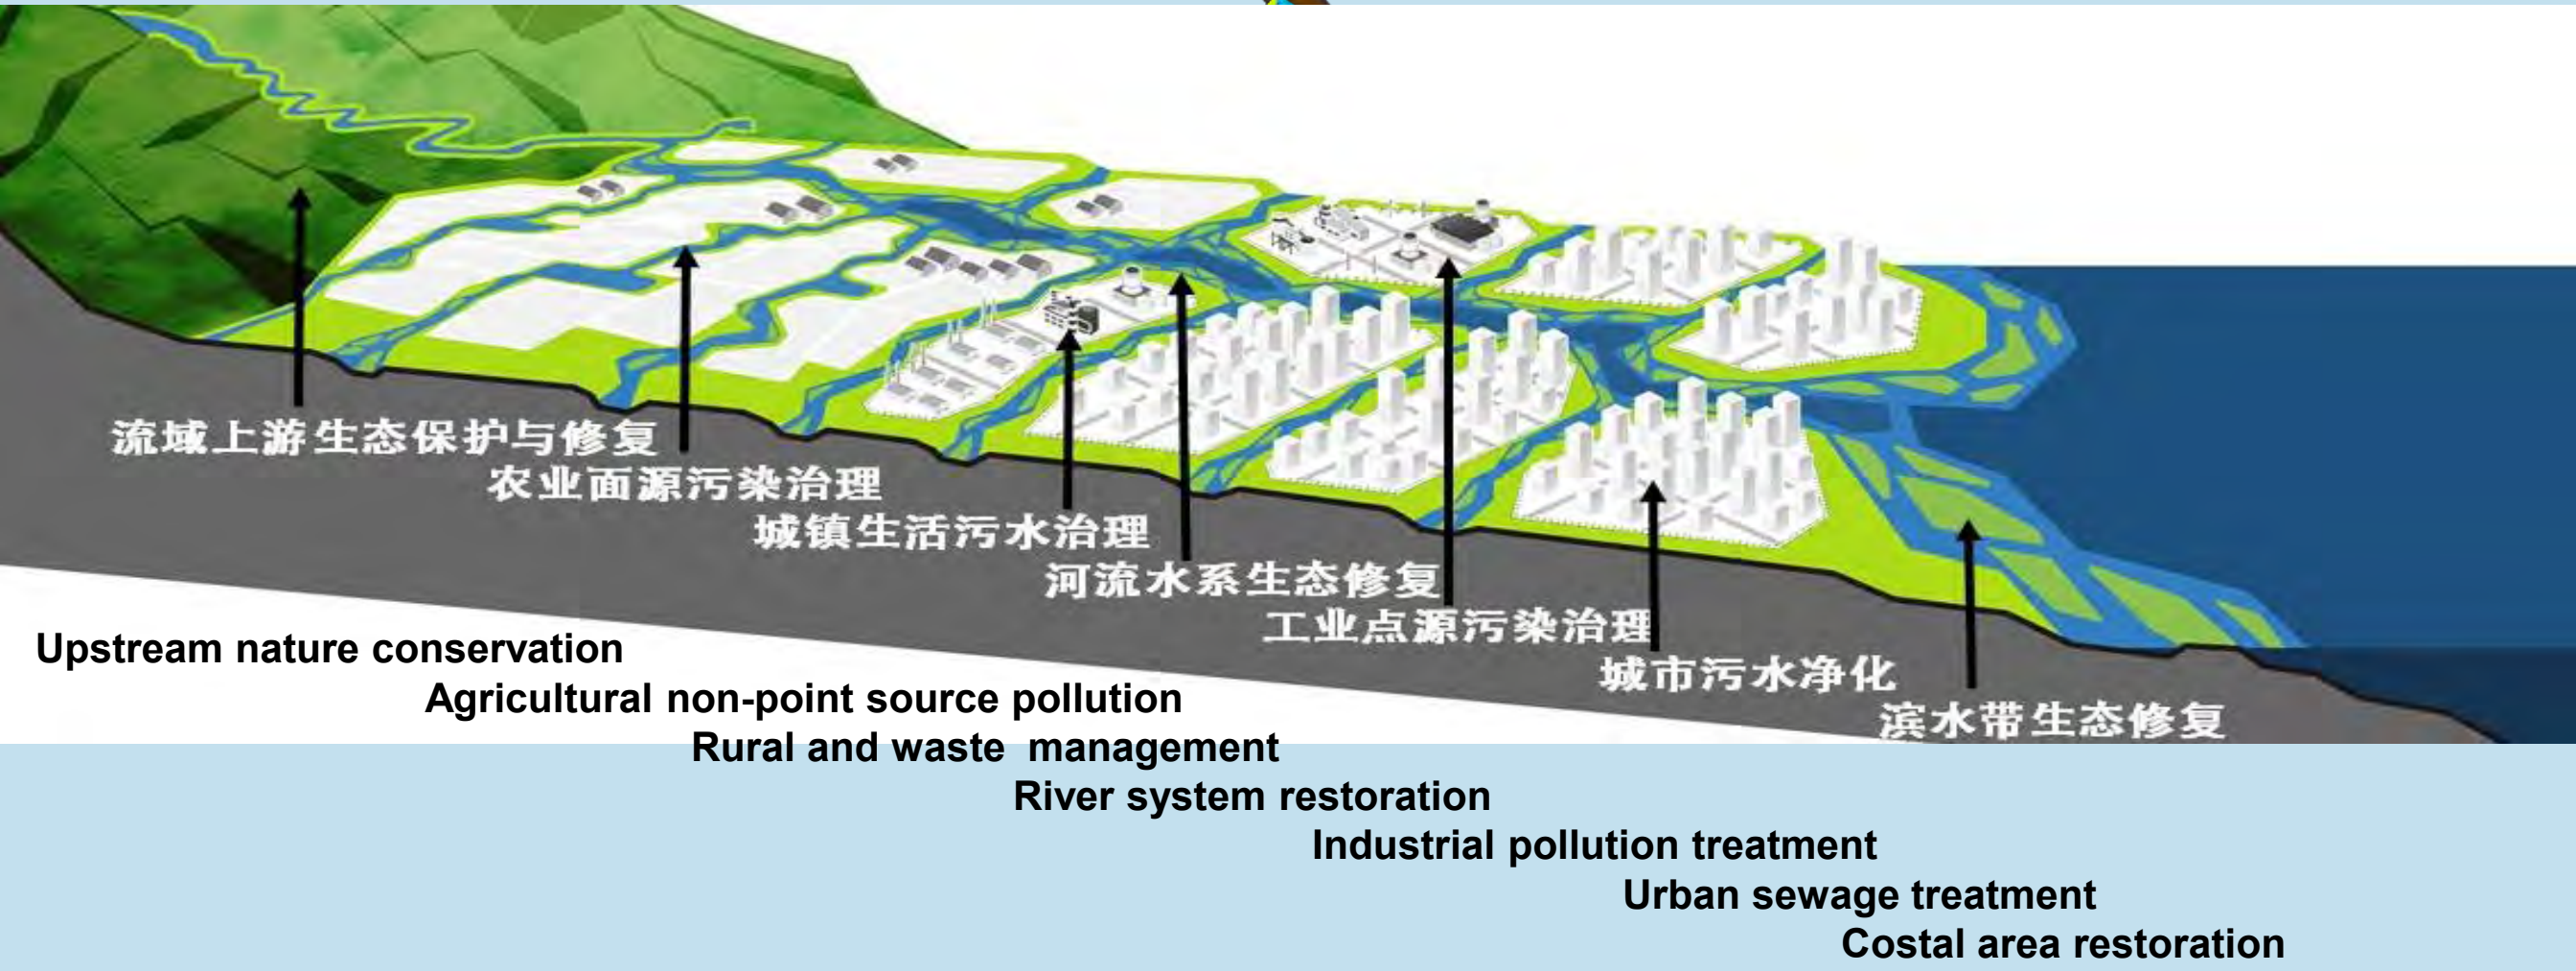 流域上游生态保护与修复
农业面源污染治理
城镇生活污水治理
河流水系生态修复
工业点源污染治理
城市污水净化
滨水带生态修复
Upstream nature conservation
Agricultural non-point source pollution
Rural and waste  management
River system restoration
Industrial pollution treatment
Urban sewage treatment
Costal area restoration